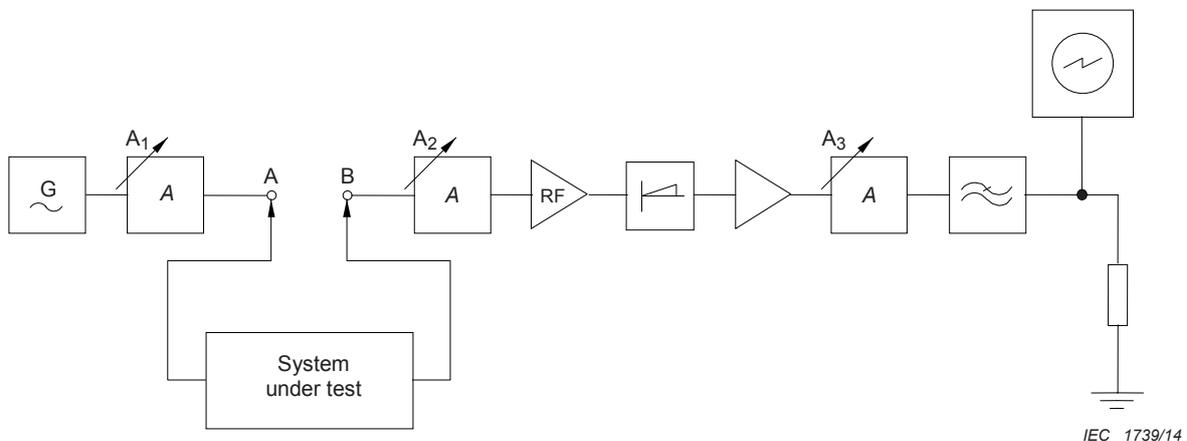 A1
A2
A3
G
A
A
B
A
RF
A
System
under test
IEC 1739/14